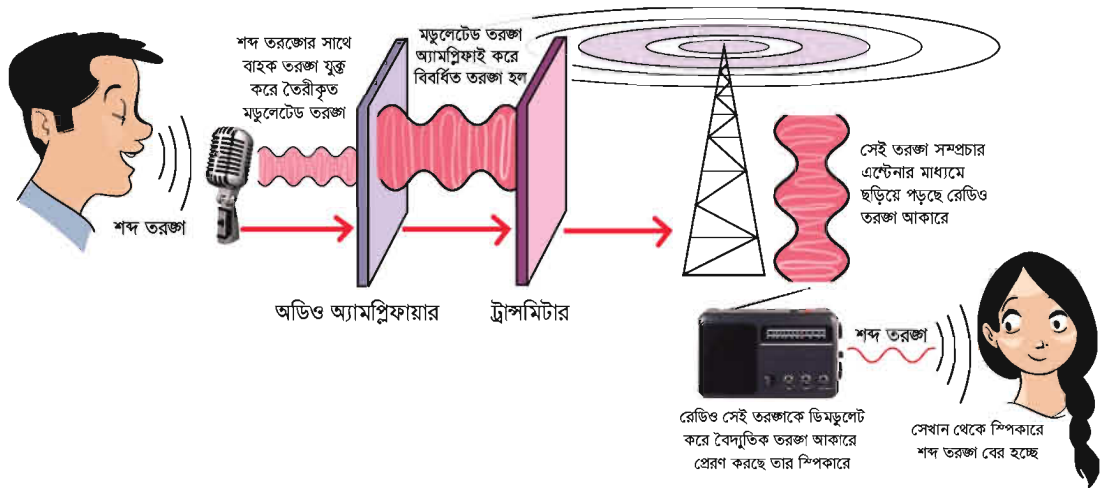 শব্দ তরঙ্গের সাথে
বাহক তরঙ্গ যুক্ত
করে তৈরীকৃত
মডুলেটেড তরঙ্গ
মডুলেটেড তরঙ্গ
অ্যামপ্লিফাই করে
বিবর্ধিত তরঙ্গ হল
শব্দ তরঙ্গ
সেই তরঙ্গ সম্প্রচার
এন্টেনার মাধ্যমে
ছড়িয়ে পড়ছে রেডিও
তরঙ্গ আকারে
অডিও অ্যামপ্লিফায়ার
ট্রান্সমিটার
শব্দ তরঙ্গ
রেডিও সেই তরঙ্গকে ডিমডুলেট
করে বৈদ্যুতিক তরঙ্গ আকারে
প্রেরণ করছে তার স্পিকারে
সেখান থেকে স্পিকারে
শব্দ তরঙ্গ বের হচ্ছে